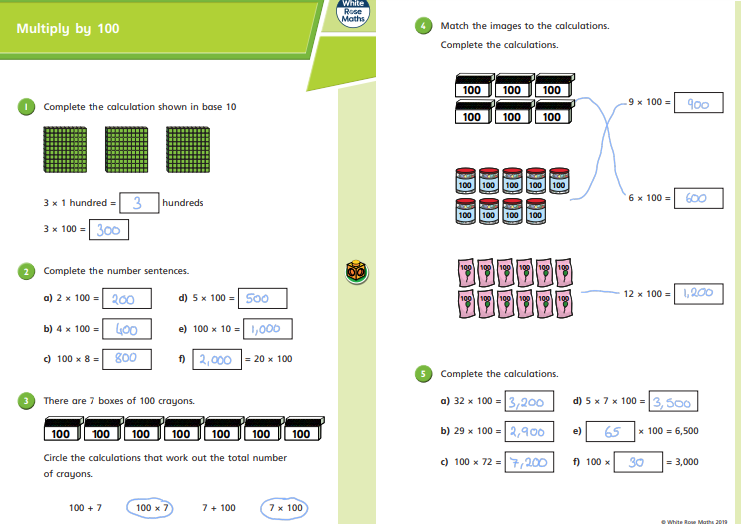 Multiply by 100
White
Rose
Maths
1 Complete the calculation shown in base 10
3 × 1 hundred = 3 hundreds
3 × 100 = 300
2 Complete the number sentences.
a) 2 × 100 = 200 d) 5 × 100 = 500
b) 4 × 100 = 400 e) 100 × 10 = 1,000
c) 100 × 8 = 800 f) 2,000 = 20 × 100
3 There are 7 boxes of 100 crayons.
100 100 100 100 100 100 100
Circle the calculations that work out the total number
of crayons.
100 + 7 100 × 7 7 + 100 7 × 100
4 Match the images to the calculations.
Complete the calculations.
100 100 100
100 100 100
9 × 100 = 900
100 100 100 100 100
100 100 100 100
6 × 100 = 600
100 100 100 100 100 100
100 100 100 100 100 100
12 × 100 = 1,200
5 Complete the calculations.
a) 32 × 100 = 3,200 d) 5 × 7 × 100 = 3,500
b) 29 × 100 = 2,900 e) 65 × 100 = 6,500
c) 100 × 72 = 7,200 f) 100 × 30 = 3,000
© White Rose Maths 2019